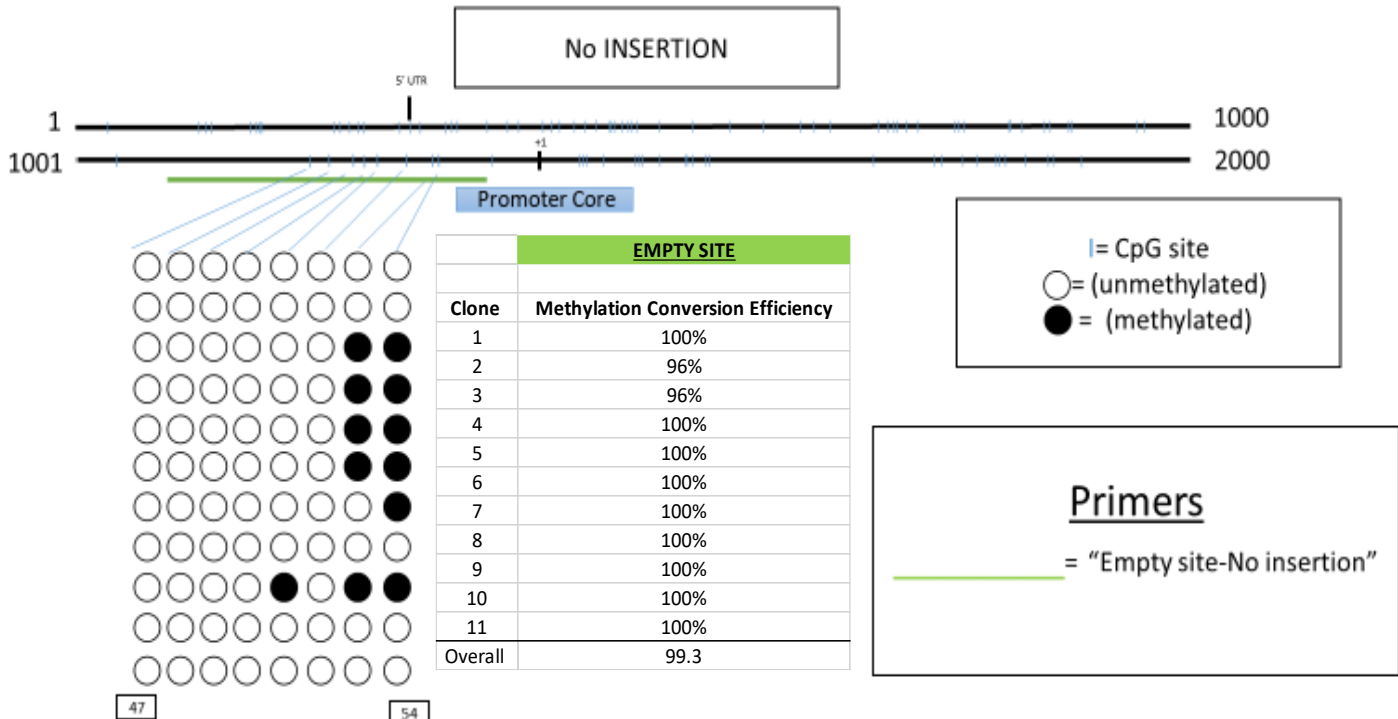 No INSERTION
5' UTR
1
1000
1001
+1
2000
Promoter Core
EMPTY SITE
Clone Methylation Conversion Efficiency
1 100%
2 96%
3 96%
4 100%
5 100%
6 100%
7 100%
8 100%
9 100%
10 100%
11 100%
Overall 99.3
47
54
= CpG site
= (unmethylated)
= (methylated)
Primers
= “Empty site-No insertion”